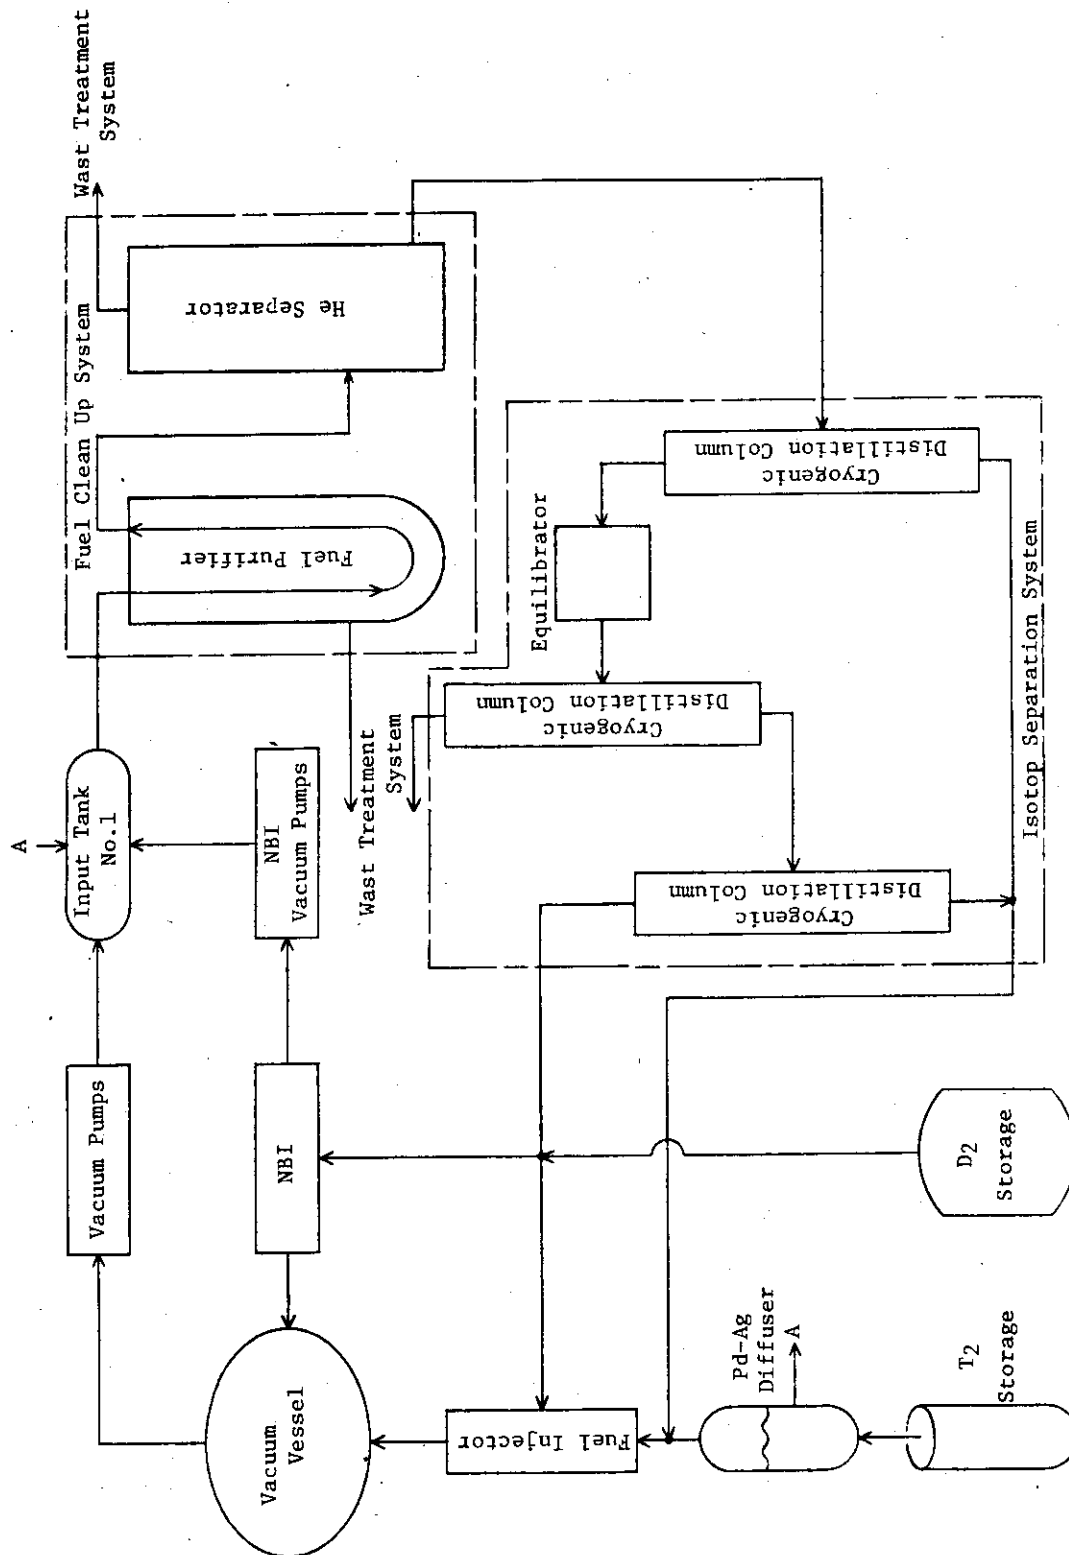 Vacuum
Vessel
Vacuum Pumps
A
Input Tank
No.1
NBI
NBI
Vacuum Pumps
Fuel Clean Up System
Fuel Purifier
He Separator
Wast Treatment
System
Wast Treatment
System
Fuel Injector
Equilibrator
Cryogenic
Distillation Column
Cryogenic
Distillation Column
Cryogenic
Distillation Column
Isotop Separation System
Pd-Ag
Diffuser
A
T2
Storage
D2
Storage